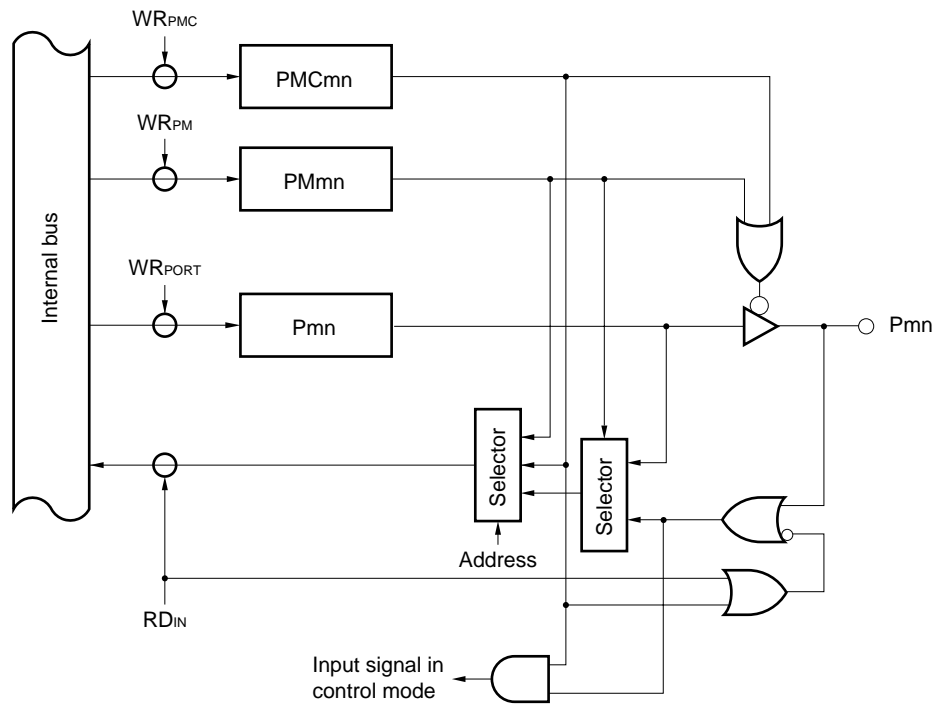 WRPMC
PMCmn
WRPM
PMmn
Internal bus
WRPORT
Pmn
Pmn
Selector
Selector
Address
RDIN
Input signal in
control mode